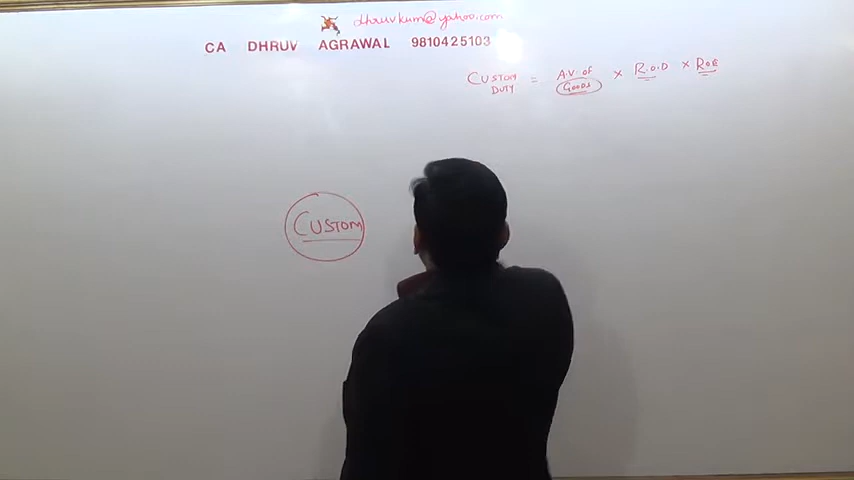 dhruvkum@yahoo.com
CA DHRUV AGRAWAL 9810425103
CUSTOM DUTY = A.V. of GOODS × R.O.D × ROE
CUSTOM